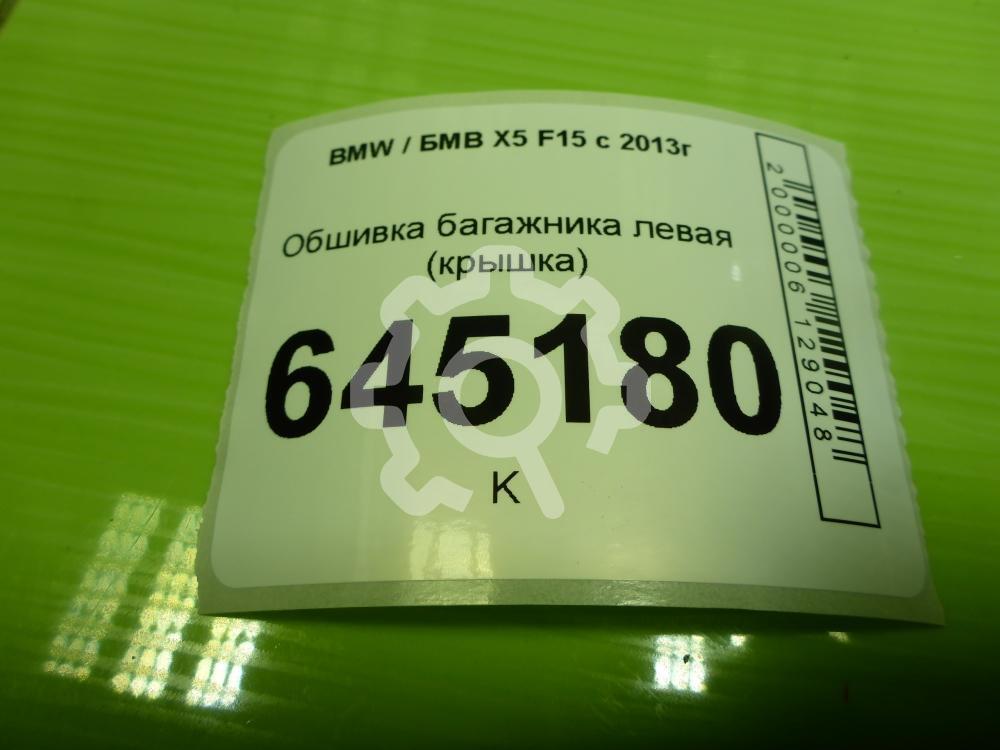 BMW / БМВ X5 F15 с 2013г
Обшивка багажника левая
(крышка)
645180
К
2000006129048